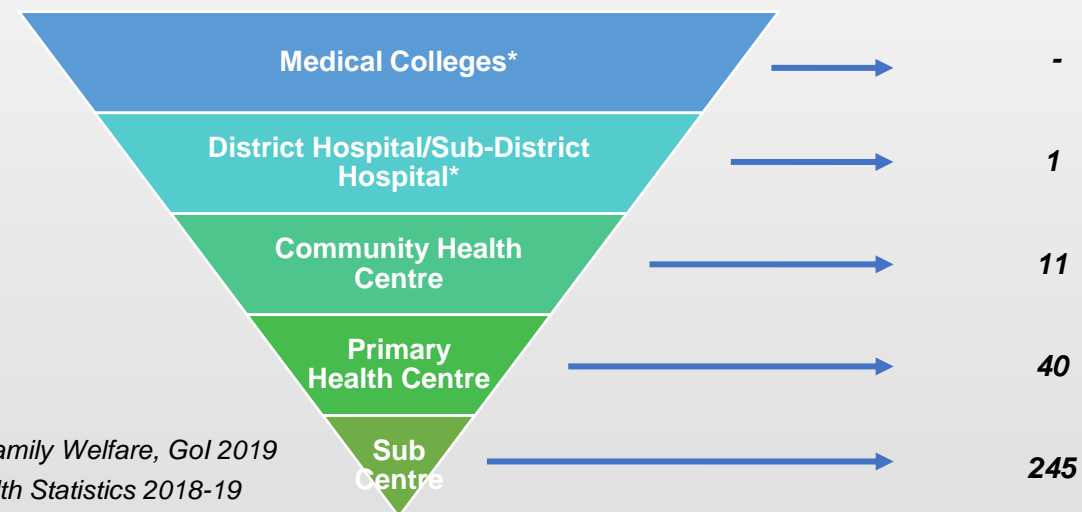 Medical Colleges*
-
District Hospital/Sub-District
Hospital*
1
Community Health
Centre
11
Primary
Health Centre
40
Sub
Centre
245
amily Welfare, GoI 2019
lth Statistics 2018-19